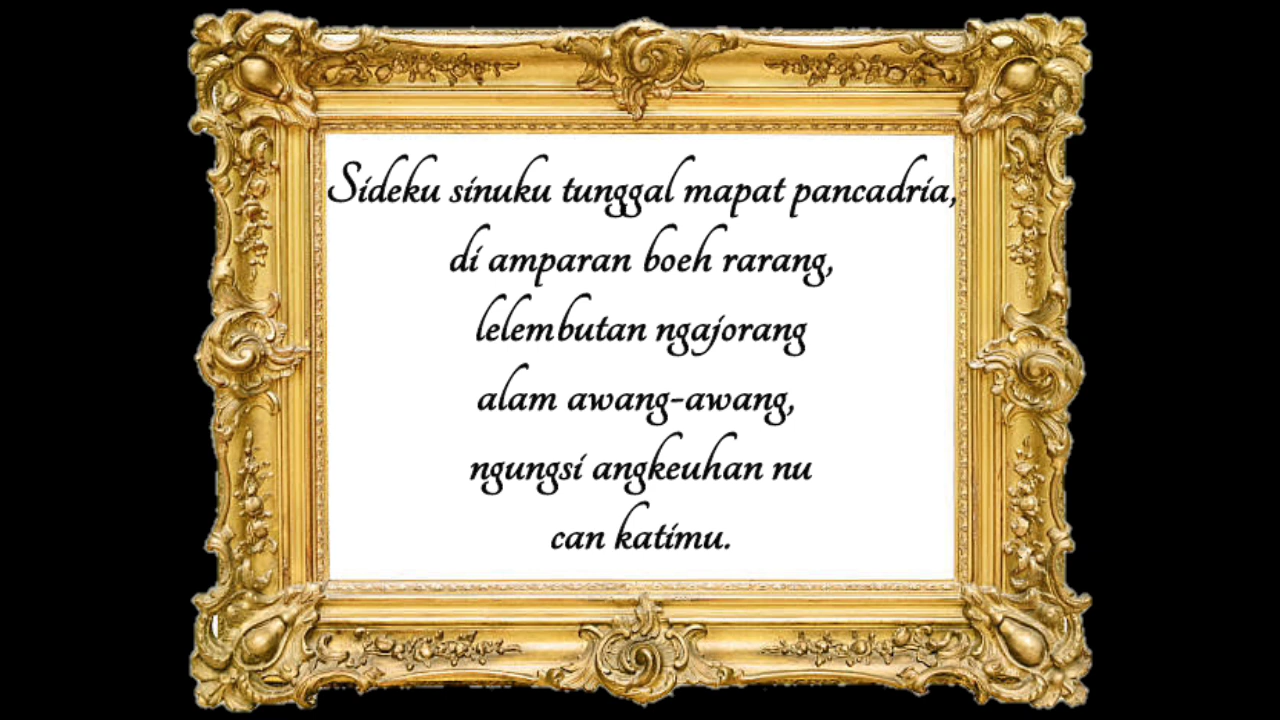 Sideku sinuku tunggal mapat pancadria,
di amparan boeh rarang,
lelembutan ngajorang
alam awang-awang,
ngungsi angkeuhan nu
can katimu.